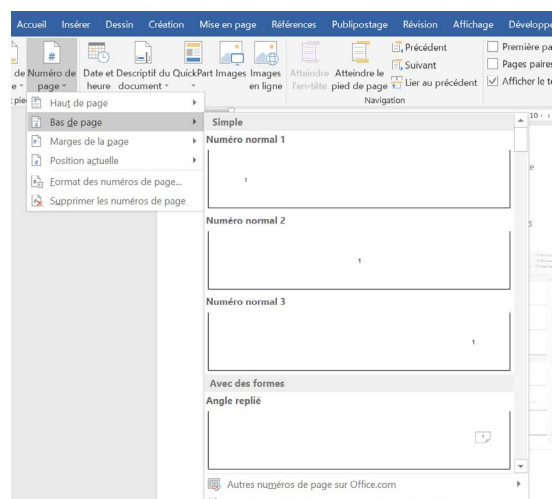 Accueil Insérer Dessin Création Mise en page Références Publipostage Révision Affichage Développe
de Numéro de page
Date et heure
Descriptif du document
QuickPart
Images
Images en ligne
Atteindre l'en-tête
Atteindre le pied de page
Précédent
Suivant
Lier au précédent
Navigation
Première pa
Pages paires
Afficher le te
Haut de page
Bas de page
Marges de la page
Position actuelle
Format des numéros de page...
Supprimer les numéros de page
Simple
Numéro normal 1
1
Numéro normal 2
1
Numéro normal 3
1
Avec des formes
Angle replié
1
Autres numéros de page sur Office.com
10